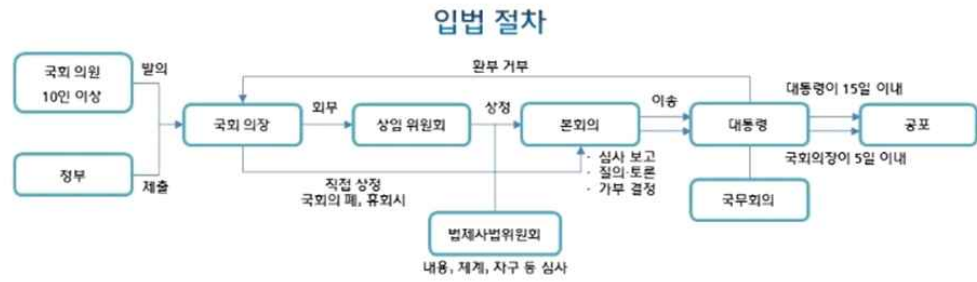 입법 절차
국회 의원
10인 이상
발의
정부
제출
환부 거부
국회 의장
회부
상임 위원회
상정
본회의
이송
대통령
대통령이 15일 이내
국회의장이 5일 이내
공포
직접 상정
국회의 폐, 휴회시
· 심사 보고
· 질의·토론
· 가부 결정
국무회의
법제사법위원회
내용, 체계, 자구 등 심사